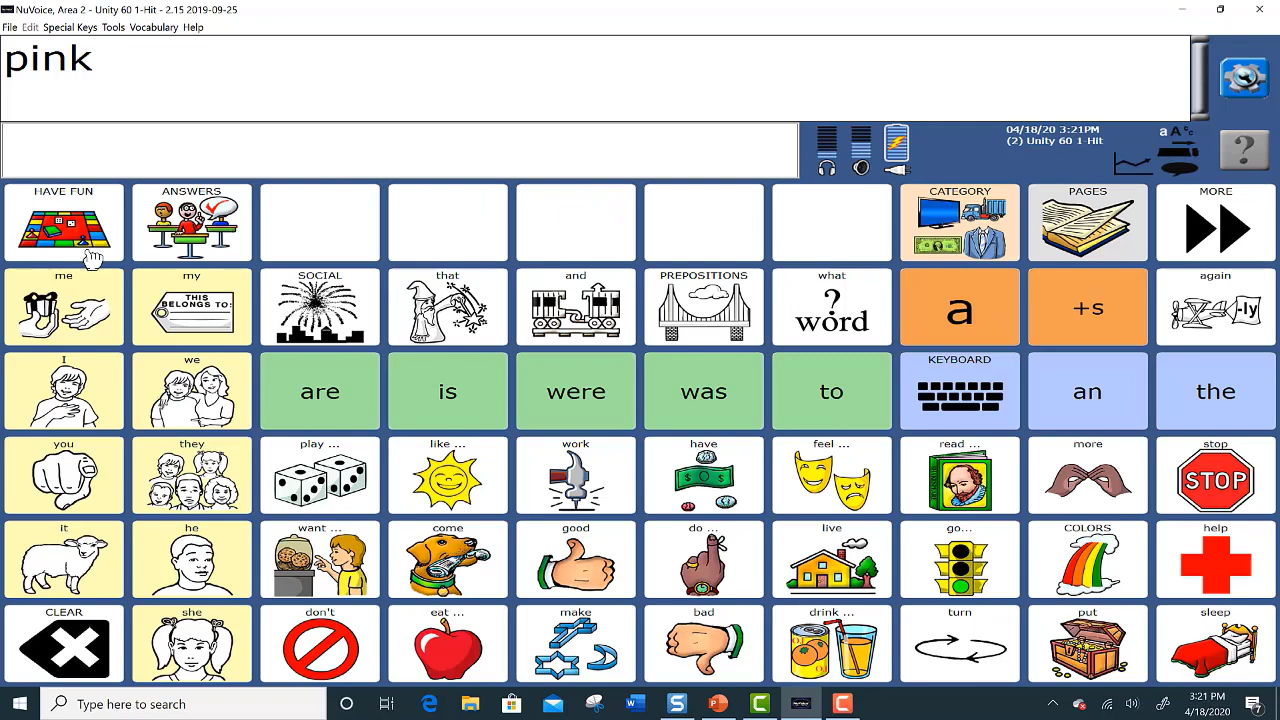 NuVoice, Area 2 - Unity 60 1-Hit - 2.15 2019-09-25
File Edit Special Keys Tools Vocabulary Help
pink
04/18/20 3:21PM
(2) Unity 60 1-Hit
a A c
?
HAVE FUN ANSWERS CATEGORY PAGES MORE
me my SOCIAL that and PREPOSITIONS what a +s again
THIS BELONGS TO: ? word -ly
I we are is were was to KEYBOARD an the
you they play ... like ... work have feel ... read ... more stop
STOP
it he want ... come good do ... live go... COLORS help
CLEAR she don't eat ... make bad drink ... turn put sleep
Type here to search
3:21 PM
4/18/2020
7